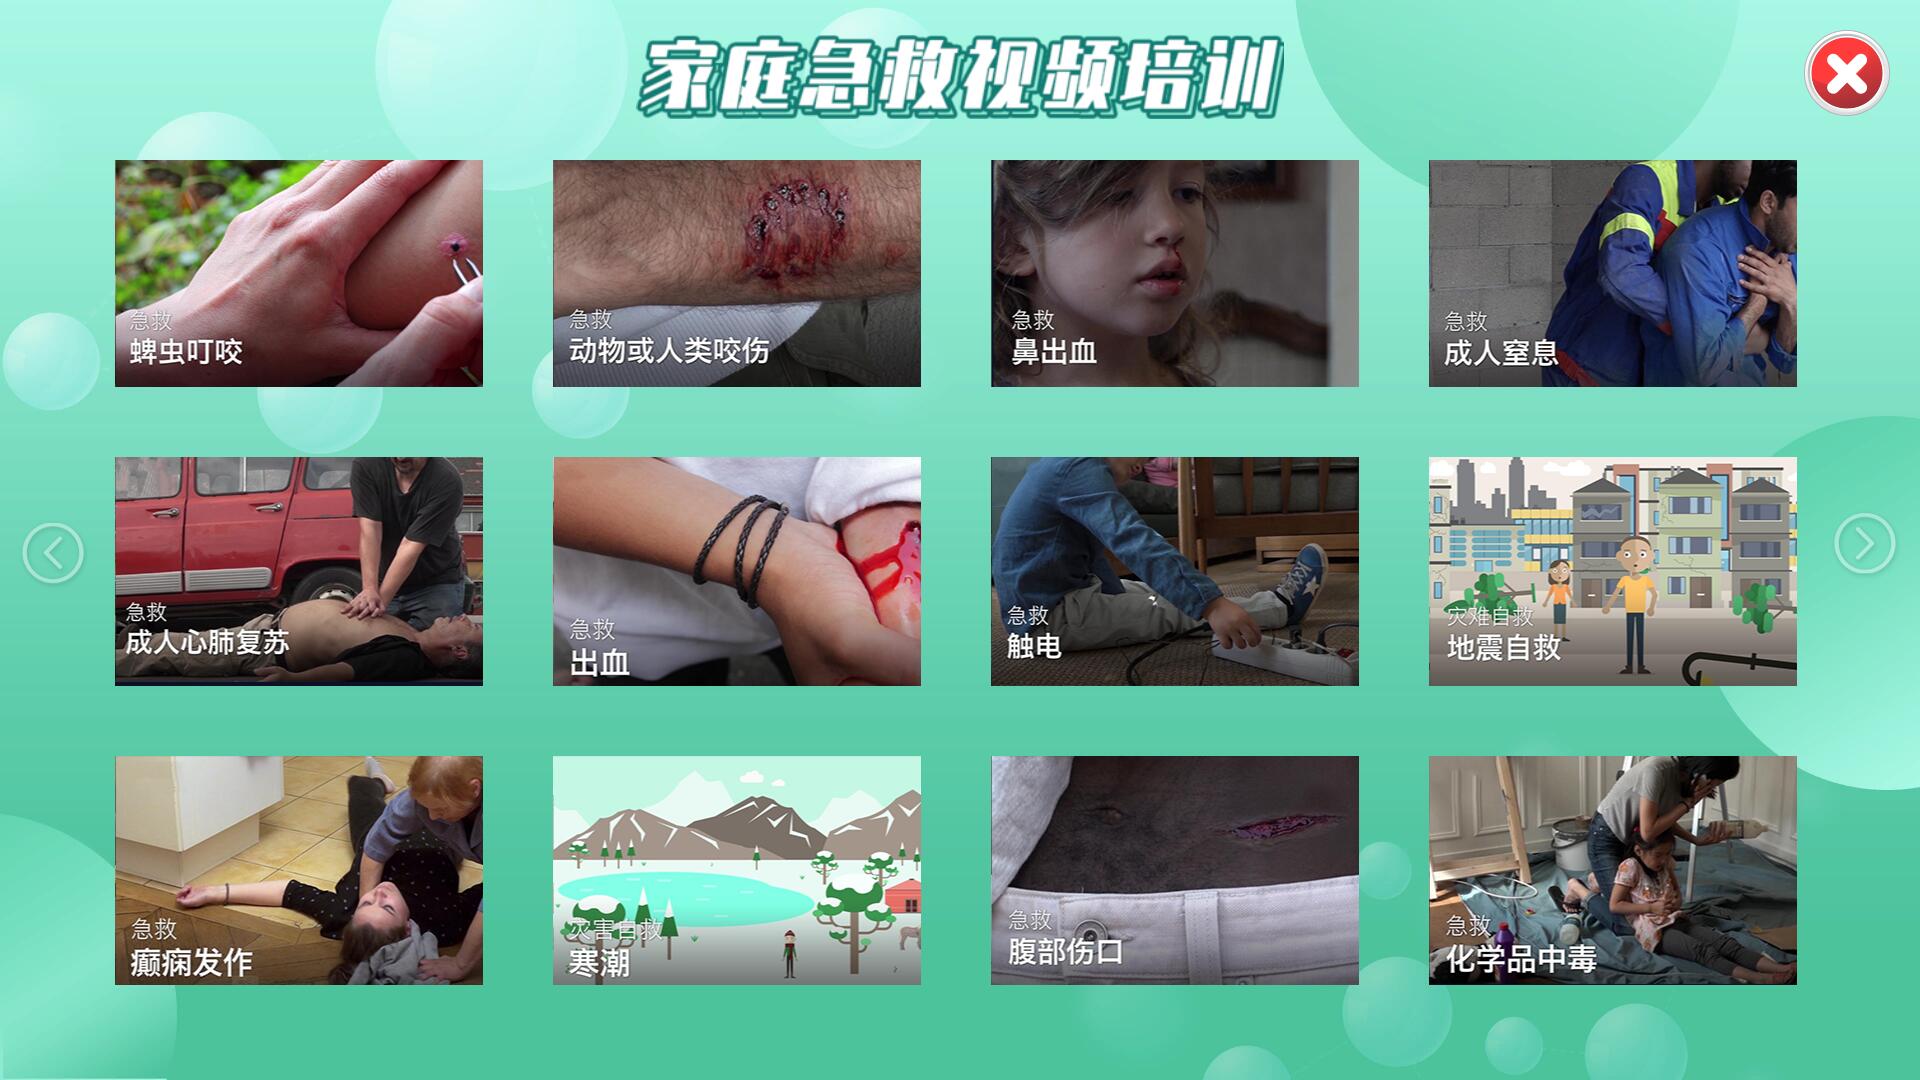 家庭急救视频培训
急救
蜱虫叮咬
急救
动物或人类咬伤
急救
鼻出血
急救
成人窒息
急救
成人心肺复苏
急救
出血
急救
触电
灾难自救
地震自救
急救
癫痫发作
灾害自救
寒潮
急救
腹部伤口
急救
化学品中毒